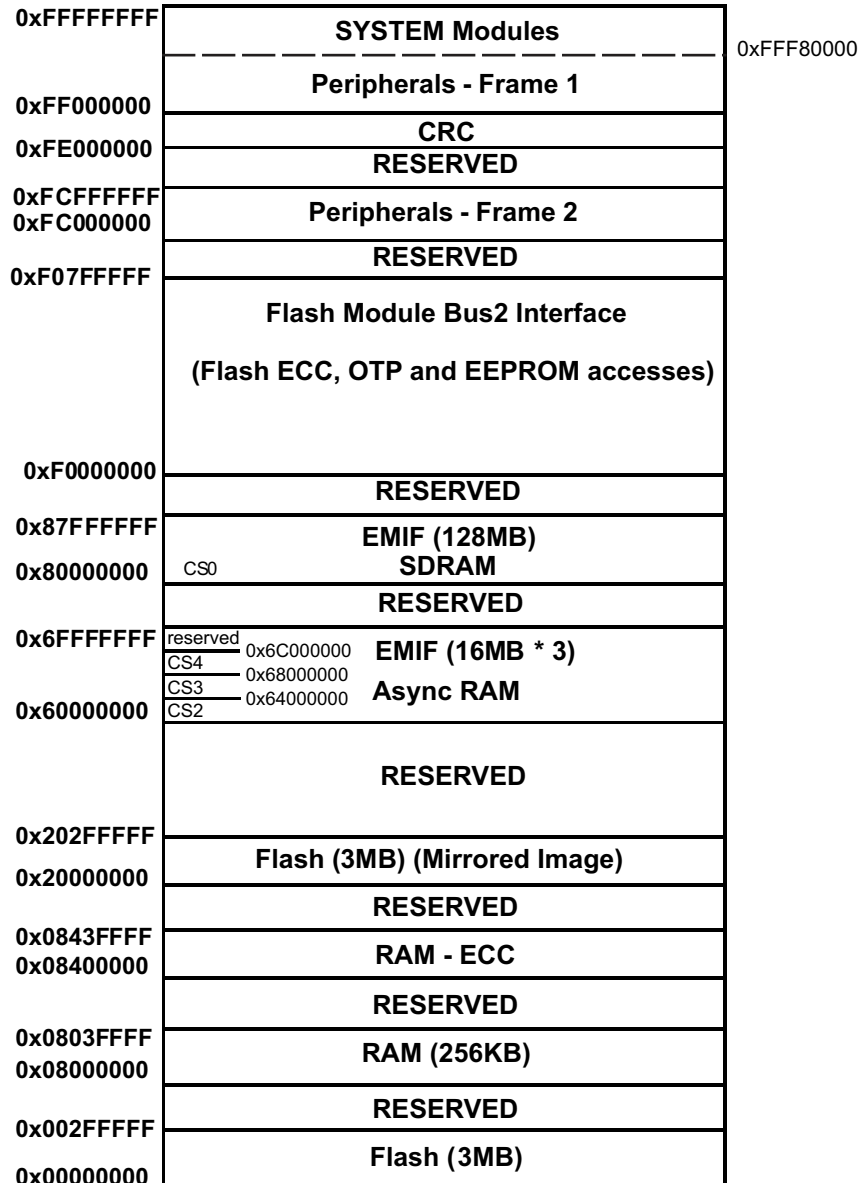 0xFFFFFFFF
SYSTEM Modules
0xFFF80000
Peripherals - Frame 1
0xFF000000
CRC
0xFE000000
RESERVED
0xFCFFFFFF
Peripherals - Frame 2
0xFC000000
RESERVED
0xF07FFFFF
Flash Module Bus2 Interface
(Flash ECC, OTP and EEPROM accesses)
0xF0000000
RESERVED
0x87FFFFFF
EMIF (128MB)
SDRAM
0x80000000
CS0
RESERVED
0x6FFFFFFF
reserved
0x6C000000
EMIF (16MB * 3)
CS4
0x68000000
CS3
Async RAM
0x64000000
0x60000000
CS2
RESERVED
0x202FFFFF
Flash (3MB) (Mirrored Image)
0x20000000
RESERVED
0x0843FFFF
RAM - ECC
0x08400000
RESERVED
0x0803FFFF
RAM (256KB)
0x08000000
RESERVED
0x002FFFFF
Flash (3MB)
0x00000000